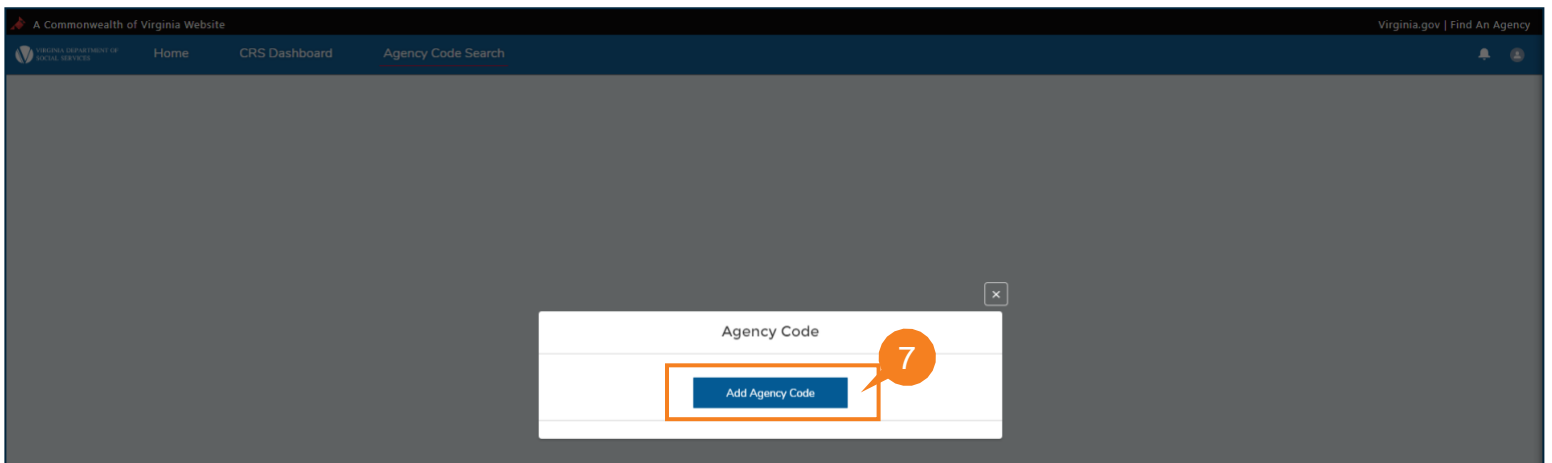 A Commonwealth of Virginia Website
Virginia.gov | Find An Agency
VIRGINIA DEPARTMENT OF
SOCIAL SERVICES
Home
CRS Dashboard
Agency Code Search
Agency Code
7
Add Agency Code